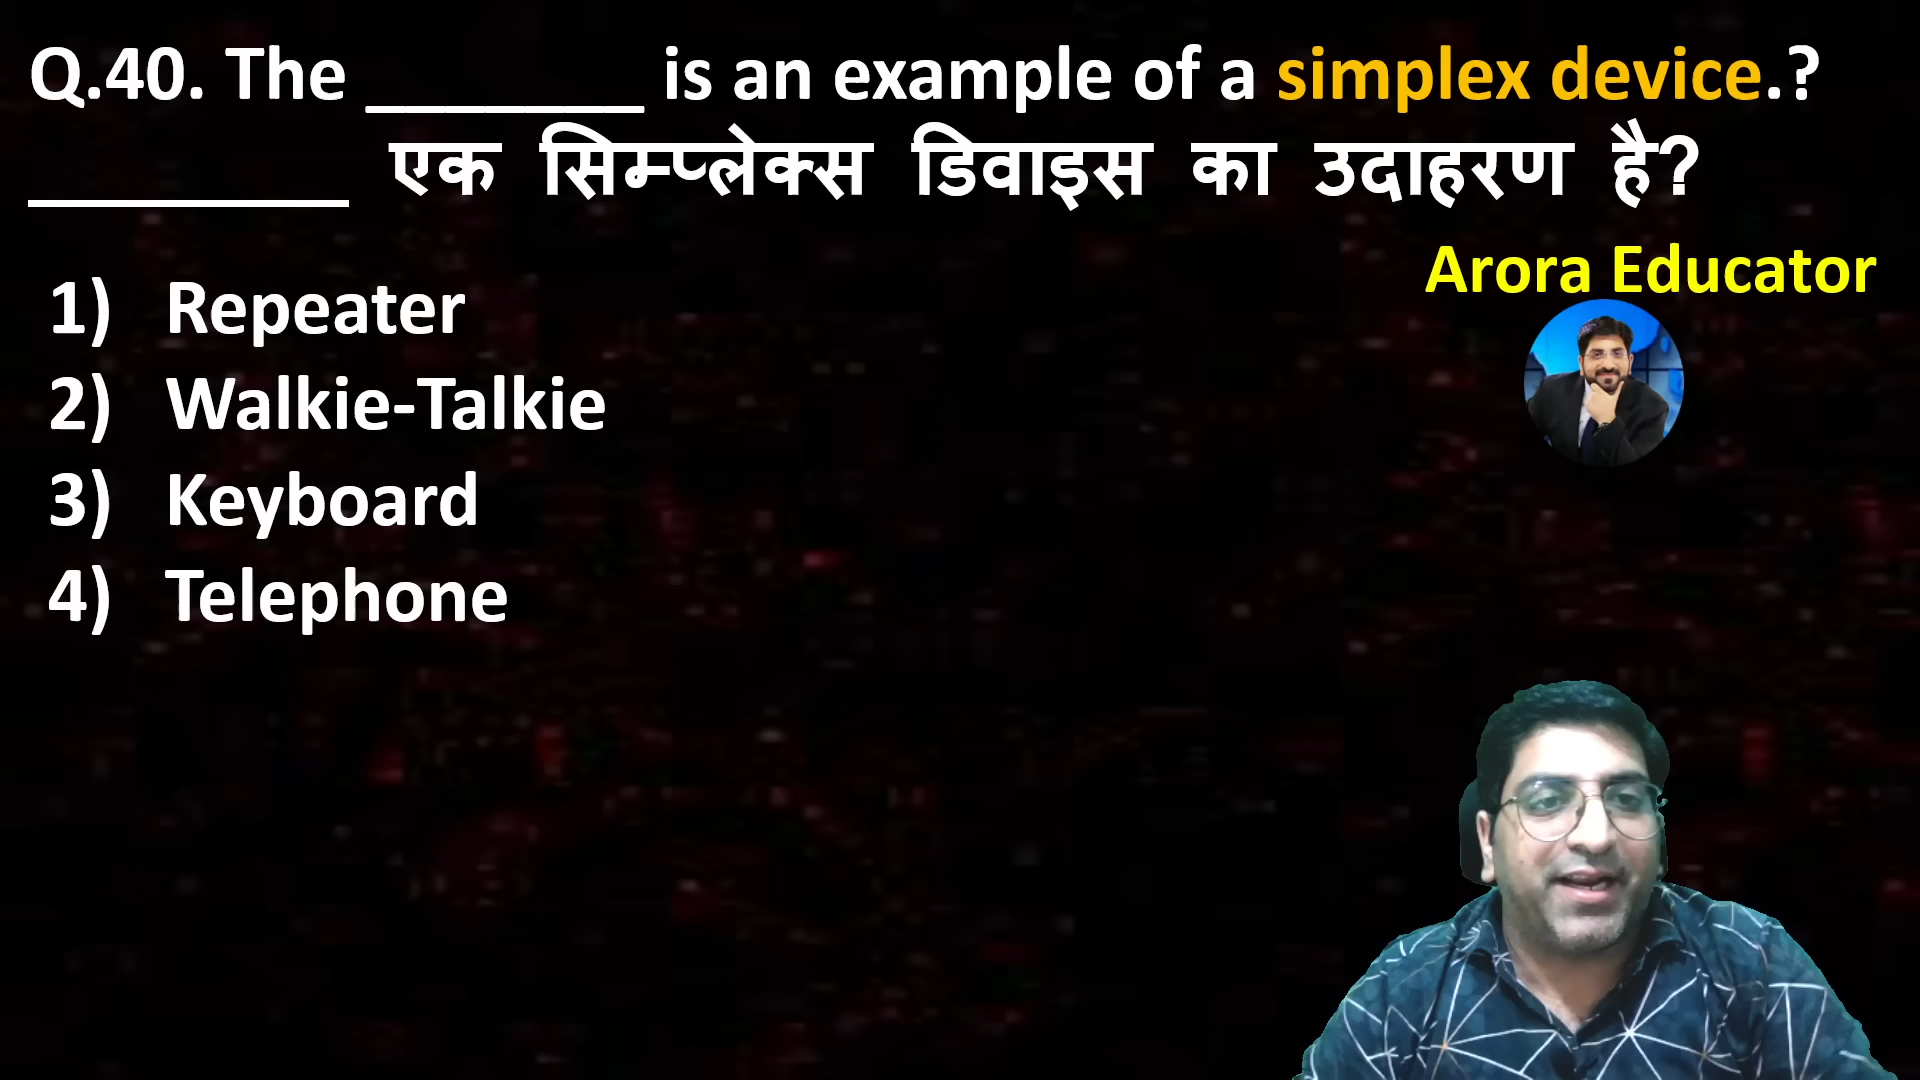 Q.40. The ________ is an example of a simplex device.?
_________ एक सिम्प्लेक्स डिवाइस का उदाहरण है?
Arora Educator
1) Repeater
2) Walkie-Talkie
3) Keyboard
4) Telephone